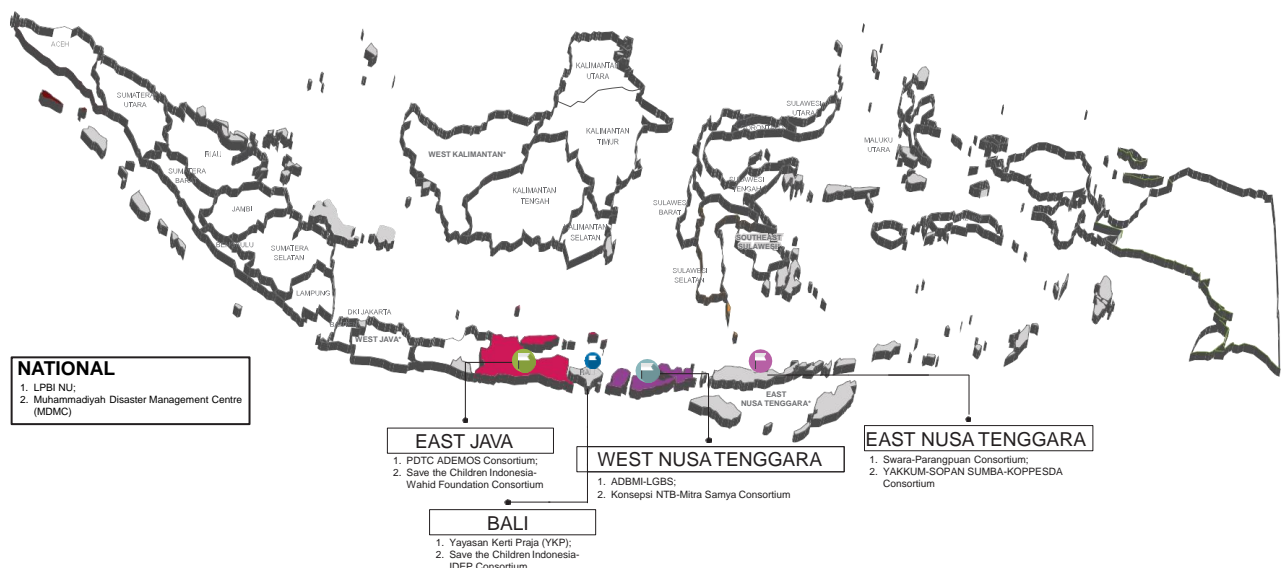 ACEH
SUMATERA
UTARA
RIAU
SUMATERA
BARAT
JAMBI
BENGKULU
SUMATERA
SELATAN
LAMPUNG
DKI JAKARTA
WEST JAVA*
KALIMANTAN
UTARA
WEST KALIMANTAN*
KALIMANTAN
TIMUR
KALIMANTAN
TENGAH
KALIMANTAN
SELATAN
SULAWESI
UTARA
SULAWESI
TENGAH
SULAWESI
BARAT
SOUTHEAST
SULAWESI
SULAWESI
SELATAN
MALUKU
UTARA
EAST
NUSA TENGGARA*
NATIONAL
1. LPBI NU;
2. Muhammadiyah Disaster Management Centre
(MDMC)
EAST JAVA
1. PDTC ADEMOS Consortium;
2. Save the Children Indonesia-
Wahid Foundation Consortium
BALI
1. Yayasan Kerti Praja (YKP);
2. Save the Children Indonesia-
IDEP Consortium
WEST NUSA TENGGARA
1. ADBMI-LGBS;
2. Konsepsi NTB-Mitra Samya Consortium
EAST NUSA TENGGARA
1. Swara-Parangpuan Consortium;
2. YAKKUM-SOPAN SUMBA-KOPPESDA
Consortium